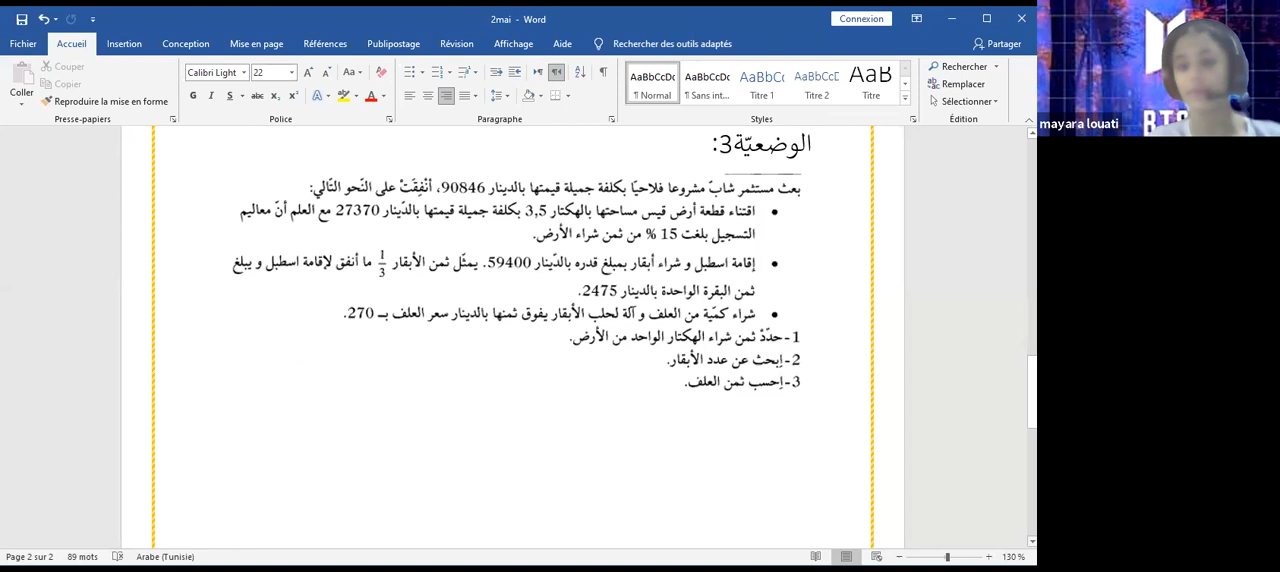 2mai - Word
Connexion
Fichier Accueil Insertion Conception Mise en page Références Publipostage Révision Affichage Aide Rechercher des outils adaptés Partager
Coller
Couper
Copier
Reproduire la mise en forme
Presse-papiers
Calibri Light 22
Police
Paragraphe
AaBbCcDc AaBbCcDc AaBbCc AaBbCcD AaB
¶ Normal ¶ Sans int... Titre 1 Titre 2 Titre
Styles
Rechercher
Remplacer
Sélectionner
Édition
mayara louati
BTS
الوضعيّة3:
بعث مستثمر شابّ مشروعا فلاحيّا بكلفة جميلة قيمتها بالدينار 90846، أنْفِقَتْ على النّحو التّالي:
• اقتناء قطعة أرض قيس مساحتها بالهكتار 3,5 بكلفة جميلة قيمتها بالدّينار 27370 مع العلم أنّ معاليم
التسجيل بلغت 15 % من ثمن شراء الأرض.
• إقامة اسطبل و شراء أبقار بمبلغ قدره بالدّينار 59400. يمثّل ثمن الأبقار 1/3 ما أنفق لإقامة اسطبل و يبلغ
ثمن البقرة الواحدة بالدينار 2475.
• شراء كمّية من العلف و آلة لحلب الأبقار يفوق ثمنها بالدينار سعر العلف بـ 270.
1-حدّدْ ثمن شراء الهكتار الواحد من الأرض.
2-اِبحث عن عدد الأبقار.
3-اِحسب ثمن العلف.
Page 2 sur 2 89 mots Arabe (Tunisie) 130 %